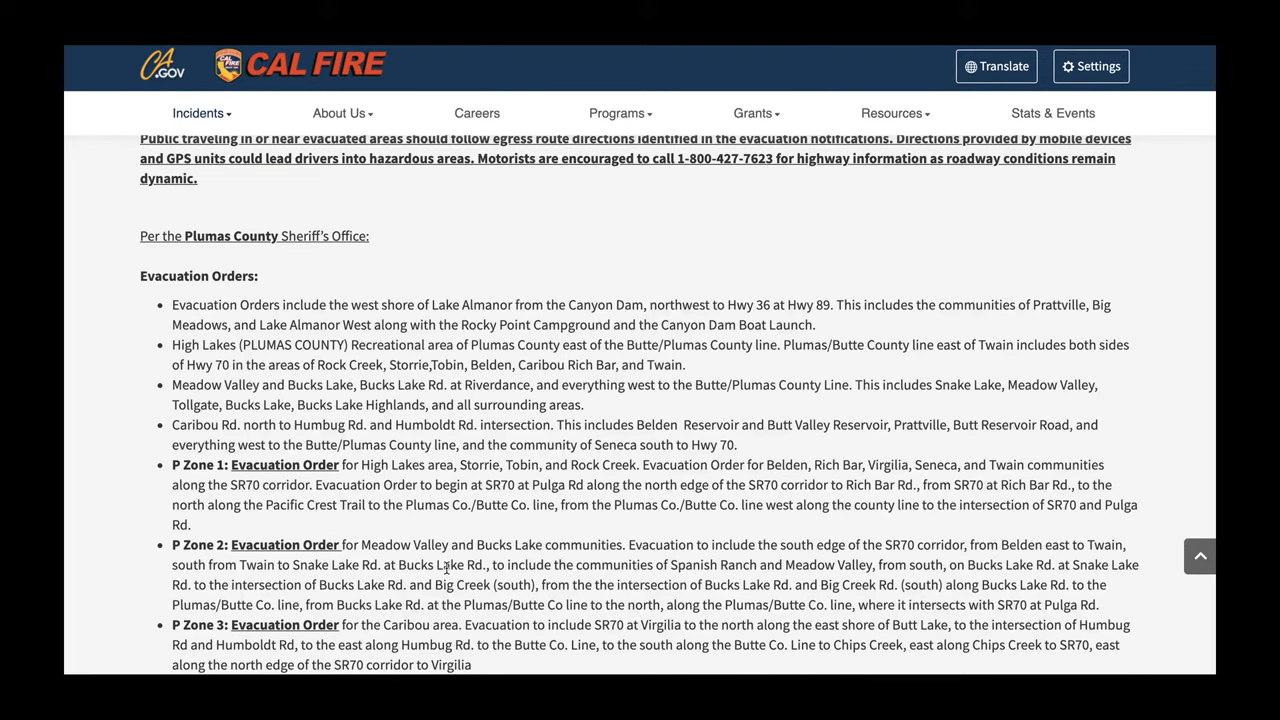 CA.GOV CAL FIRE Translate Settings
Incidents About Us Careers Programs Grants Resources Stats & Events
Public traveling in or near evacuated areas should follow egress route directions identified in the evacuation notifications. Directions provided by mobile devices
and GPS units could lead drivers into hazardous areas. Motorists are encouraged to call 1-800-427-7623 for highway information as roadway conditions remain
dynamic.
Per the Plumas County Sheriff's Office:
Evacuation Orders:
• Evacuation Orders include the west shore of Lake Almanor from the Canyon Dam, northwest to Hwy 36 at Hwy 89. This includes the communities of Prattville, Big
Meadows, and Lake Almanor West along with the Rocky Point Campground and the Canyon Dam Boat Launch.
• High Lakes (PLUMAS COUNTY) Recreational area of Plumas County east of the Butte/Plumas County line. Plumas/Butte County line east of Twain includes both sides
of Hwy 70 in the areas of Rock Creek, Storrie,Tobin, Belden, Caribou Rich Bar, and Twain.
• Meadow Valley and Bucks Lake, Bucks Lake Rd. at Riverdance, and everything west to the Butte/Plumas County Line. This includes Snake Lake, Meadow Valley,
Tollgate, Bucks Lake, Bucks Lake Highlands, and all surrounding areas.
• Caribou Rd. north to Humbug Rd. and Humboldt Rd. intersection. This includes Belden Reservoir and Butt Valley Reservoir, Prattville, Butt Reservoir Road, and
everything west to the Butte/Plumas County line, and the community of Seneca south to Hwy 70.
• P Zone 1: Evacuation Order for High Lakes area, Storrie, Tobin, and Rock Creek. Evacuation Order for Belden, Rich Bar, Virgilia, Seneca, and Twain communities
along the SR70 corridor. Evacuation Order to begin at SR70 at Pulga Rd along the north edge of the SR70 corridor to Rich Bar Rd., from SR70 at Rich Bar Rd., to the
north along the Pacific Crest Trail to the Plumas Co./Butte Co. line, from the Plumas Co./Butte Co. line west along the county line to the intersection of SR70 and Pulga
Rd.
• P Zone 2: Evacuation Order for Meadow Valley and Bucks Lake communities. Evacuation to include the south edge of the SR70 corridor, from Belden east to Twain,
south from Twain to Snake Lake Rd. at Bucks Lake Rd., to include the communities of Spanish Ranch and Meadow Valley, from south, on Bucks Lake Rd. at Snake Lake
Rd. to the intersection of Bucks Lake Rd. and Big Creek (south), from the the intersection of Bucks Lake Rd. and Big Creek Rd. (south) along Bucks Lake Rd. to the
Plumas/Butte Co. line, from Bucks Lake Rd. at the Plumas/Butte Co line to the north, along the Plumas/Butte Co. line, where it intersects with SR70 at Pulga Rd.
• P Zone 3: Evacuation Order for the Caribou area. Evacuation to include SR70 at Virgilia to the north along the east shore of Butt Lake, to the intersection of Humbug
Rd and Humboldt Rd, to the east along Humbug Rd. to the Butte Co. Line, to the south along the Butte Co. Line to Chips Creek, east along Chips Creek to SR70, east
along the north edge of the SR70 corridor to Virgilia